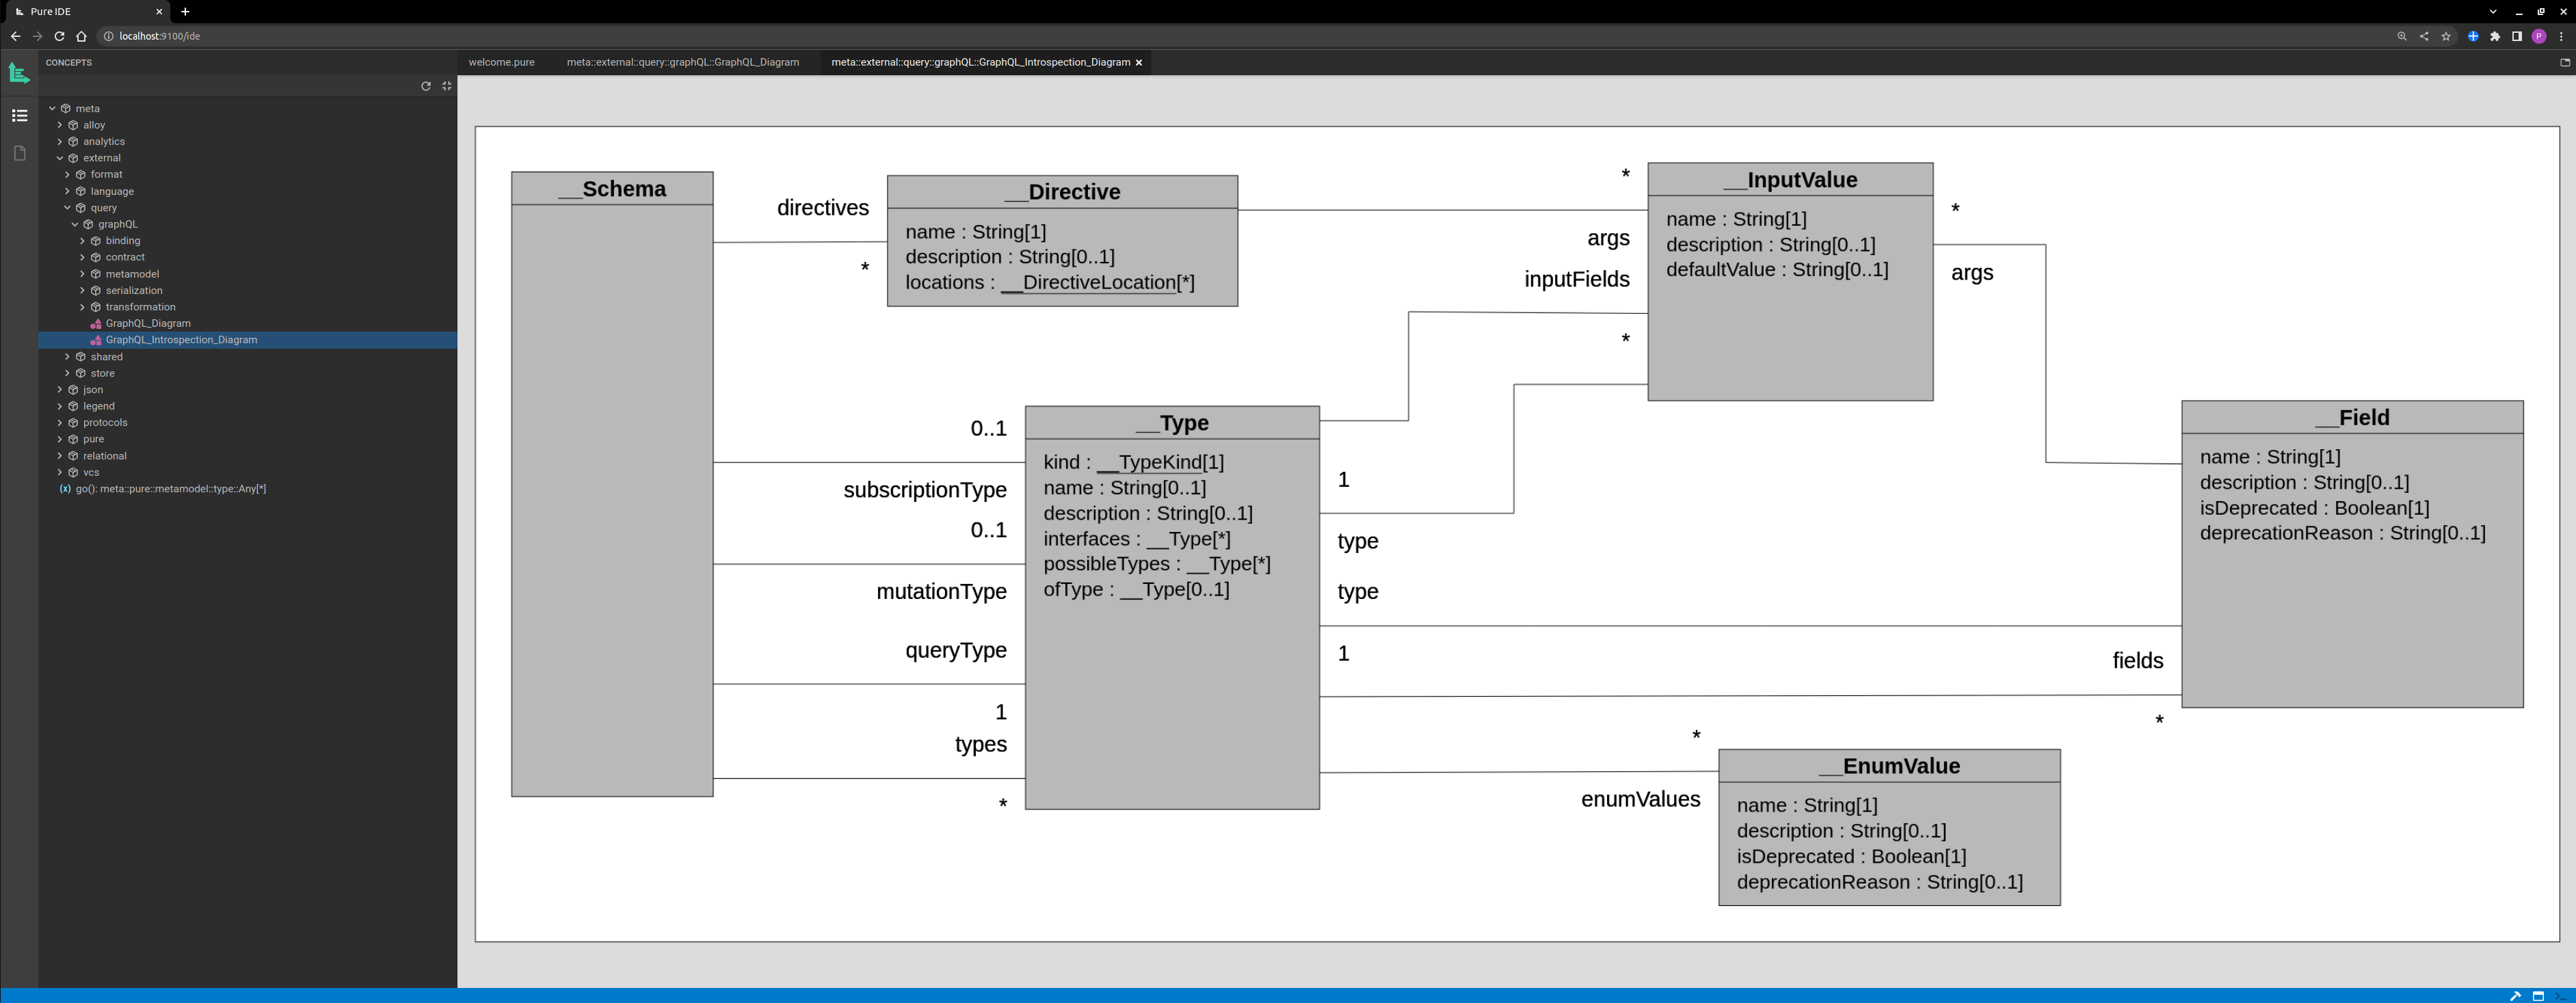 Pure IDE
localhost:9100/ide
CONCEPTS
welcome.pure
meta::external::query::graphQL::GraphQL_Diagram
meta::external::query::graphQL::GraphQL_Introspection_Diagram
P
meta
alloy
analytics
external
format
language
query
graphQL
binding
contract
metamodel
serialization
transformation
GraphQL_Diagram
GraphQL_Introspection_Diagram
shared
store
json
legend
protocols
pure
relational
vcs
(x) go(): meta::pure::metamodel::type::Any[*]
__Schema
directives
*
__Directive
name : String[1]
description : String[0..1]
locations : __DirectiveLocation[*]
*
args
inputFields
*
__InputValue
name : String[1]
description : String[0..1]
defaultValue : String[0..1]
*
args
0..1
subscriptionType
0..1
mutationType
queryType
1
types
*
__Type
kind : __TypeKind[1]
name : String[0..1]
description : String[0..1]
interfaces : __Type[*]
possibleTypes : __Type[*]
ofType : __Type[0..1]
1
type
type
1
__Field
name : String[1]
description : String[0..1]
isDeprecated : Boolean[1]
deprecationReason : String[0..1]
fields
*
*
enumValues
__EnumValue
name : String[1]
description : String[0..1]
isDeprecated : Boolean[1]
deprecationReason : String[0..1]